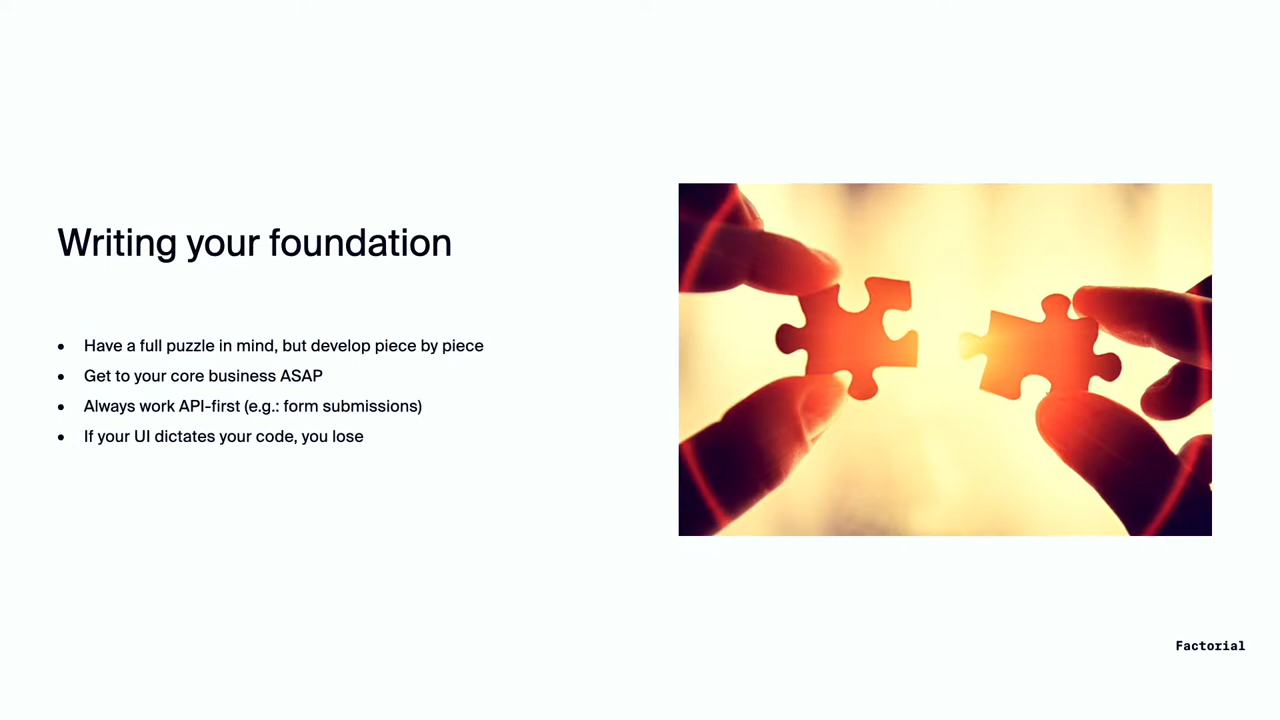 Writing your foundation
• Have a full puzzle in mind, but develop piece by piece
• Get to your core business ASAP
• Always work API-first (e.g.: form submissions)
• If your UI dictates your code, you lose
Factorial